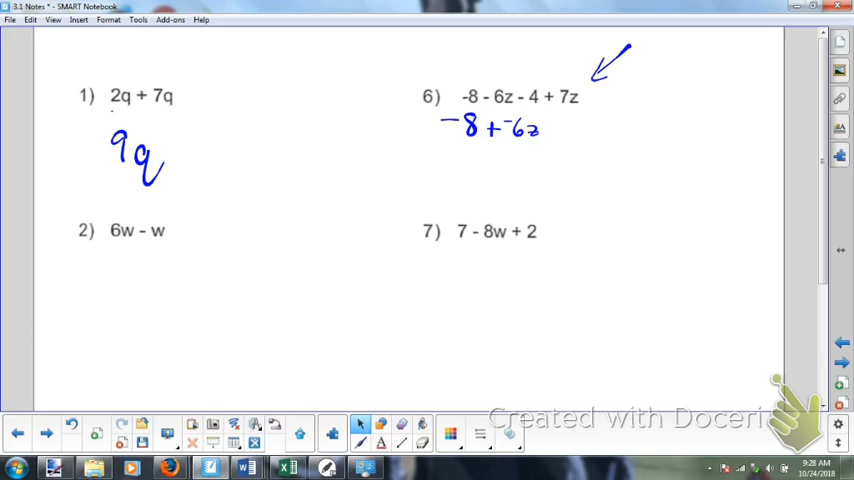 3.1 Notes * - SMART Notebook
File Edit View Insert Format Tools Add-ons Help
1) 2q + 7q
9q
2) 6w - w
6) -8 - 6z - 4 + 7z
-8 + -6z
7) 7 - 8w + 2
Created with Doceri
9:28 AM
10/24/2018